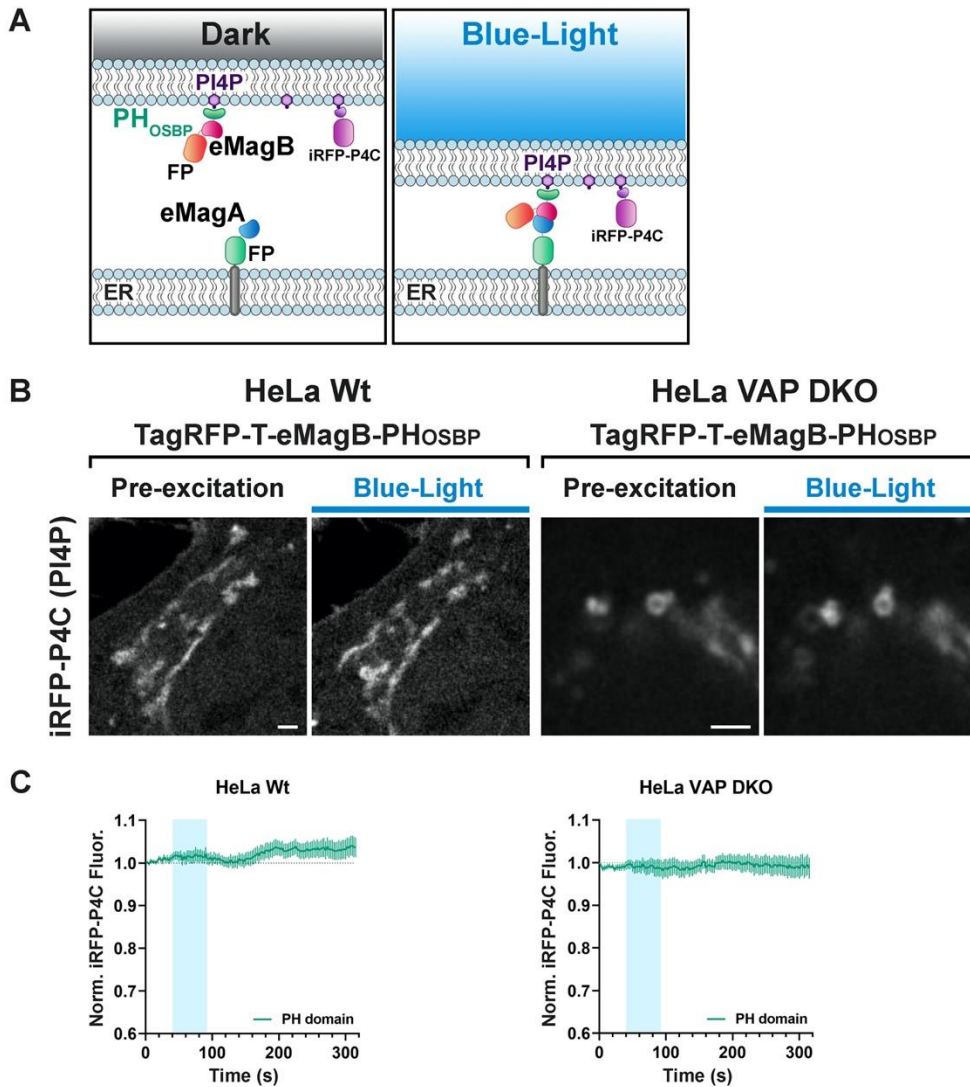 A
Dark
Blue-Light
PI4P
PHOSBP
eMagB
FP
iRFP-P4C
eMagA
FP
ER
PI4P
iRFP-P4C
ER
B
HeLa Wt
HeLa VAP DKO
TagRFP-T-eMagB-PHOSBP
TagRFP-T-eMagB-PHOSBP
Pre-excitation
Blue-Light
Pre-excitation
Blue-Light
iRFP-P4C (PI4P)
C
HeLa Wt
HeLa VAP DKO
Norm. iRFP-P4C Fluor.
1.1
1.0
0.9
0.8
0.7
0.6
PH domain
0 100 200 300
Time (s)
Norm. iRFP-P4C Fluor.
1.1
1.0
0.9
0.8
0.7
0.6
PH domain
0 100 200 300
Time (s)